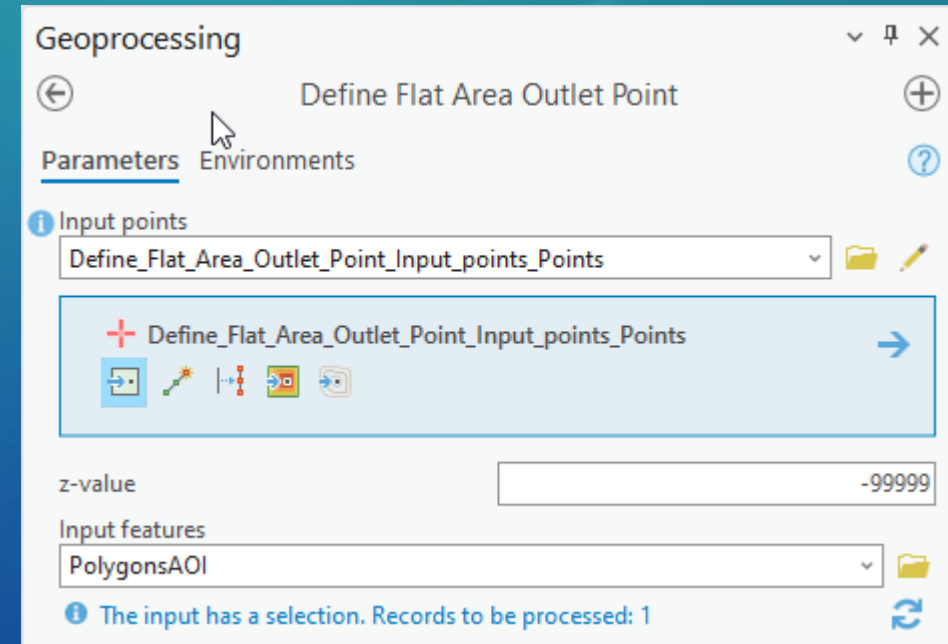 Geoprocessing
Define Flat Area Outlet Point
Parameters Environments
Input points
Define_Flat_Area_Outlet_Point_Input_points_Points
Define_Flat_Area_Outlet_Point_Input_points_Points
z-value
-99999
Input features
PolygonsAOI
The input has a selection. Records to be processed: 1